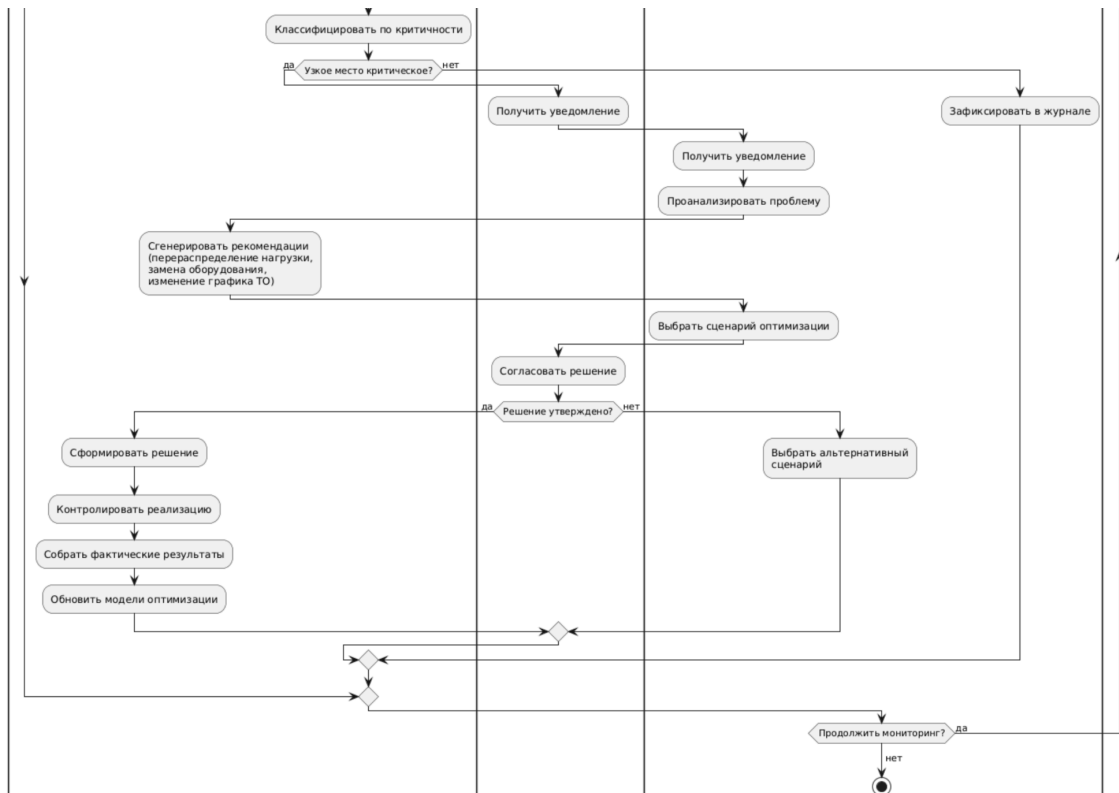 Классифицировать по критичности
да
Узкое место критическое?
нет
Получить уведомление
Зафиксировать в журнале
Получить уведомление
Проанализировать проблему
Сгенерировать рекомендации
(перераспределение нагрузки,
замена оборудования,
изменение графика ТО)
Выбрать сценарий оптимизации
Согласовать решение
да
Решение утверждено?
нет
Сформировать решение
Выбрать альтернативный
сценарий
Контролировать реализацию
Собрать фактические результаты
Обновить модели оптимизации
Продолжить мониторинг?
да
нет